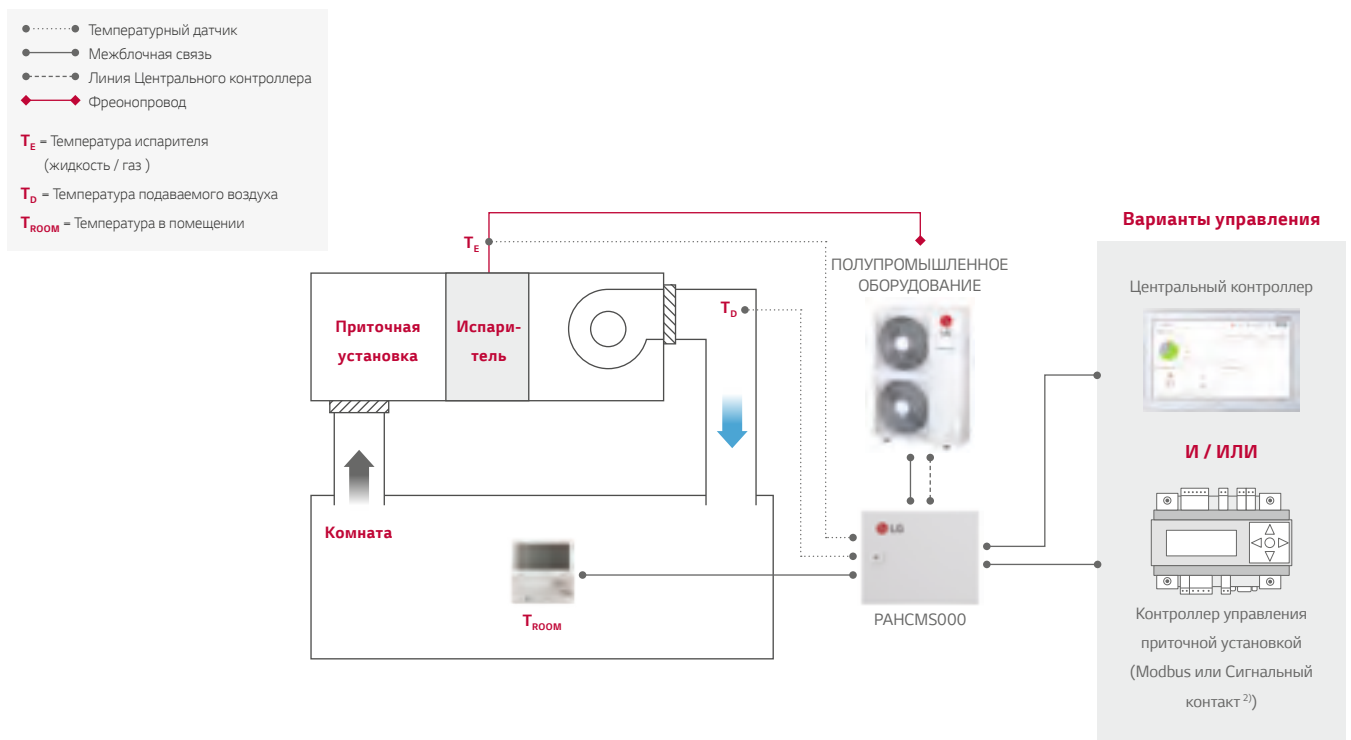 Температурный датчик
Межблочная связь
Линия Центрального контроллера
Фреонопровод
TE = Температура испарителя
(жидкость / газ )
TD = Температура подаваемого воздуха
TROOM = Температура в помещении
Варианты управления
TE
ПОЛУПРОМЫШЛЕННОЕ
ОБОРУДОВАНИЕ
Центральный контроллер
Приточная
установка
Испари-
тель
TD
И / ИЛИ
Комната
LG
TROOM
PAHCMS000
Контроллер управления
приточной установкой
(Modbus или Сигнальный
контакт 2))